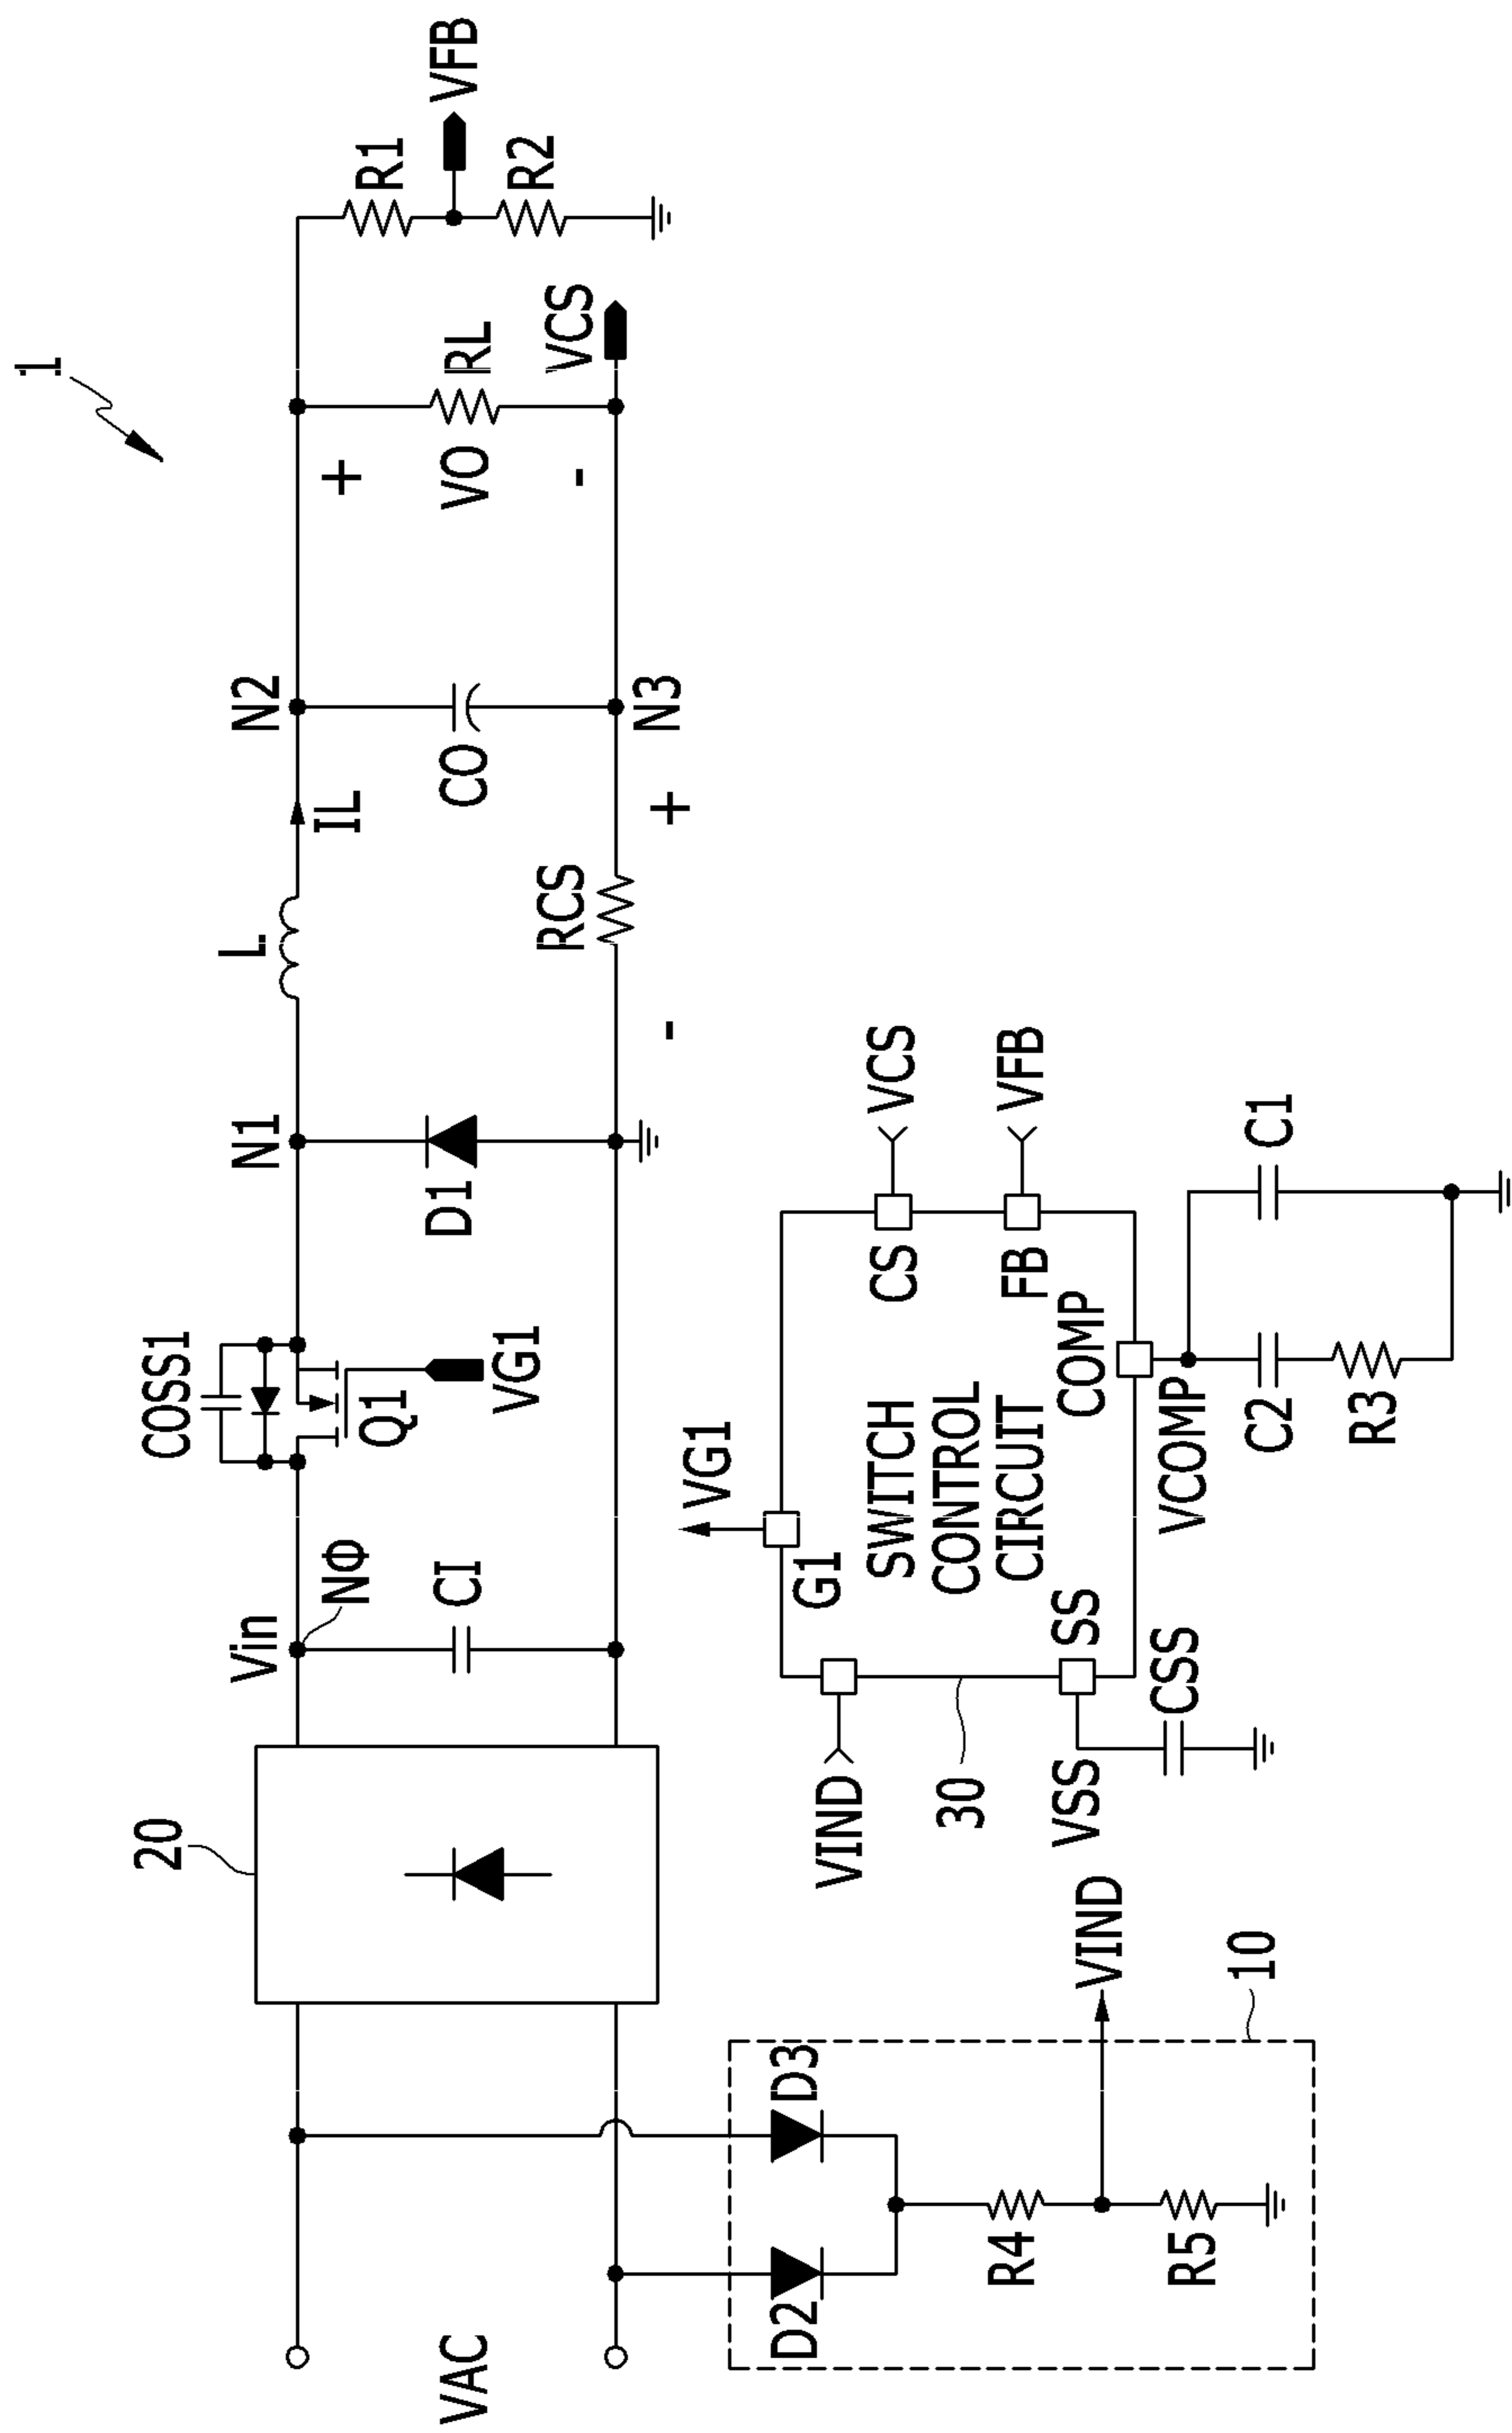 1
COSS1
Q1
VG1
N1
L
IL
N2
R1
VFB
R2
Vin
NΦ
CI
D1
RCS
+
-
CO
N3
+
VO
-
RL
VCS
20
VAC
D2
D3
R4
R5
VIND
10
VG1
G1
SWITCH
CONTROL
CIRCUIT
VIND
30
SS
VSS
CSS
CS
VCS
FB
VFB
COMP
VCOMP
C2
R3
C1